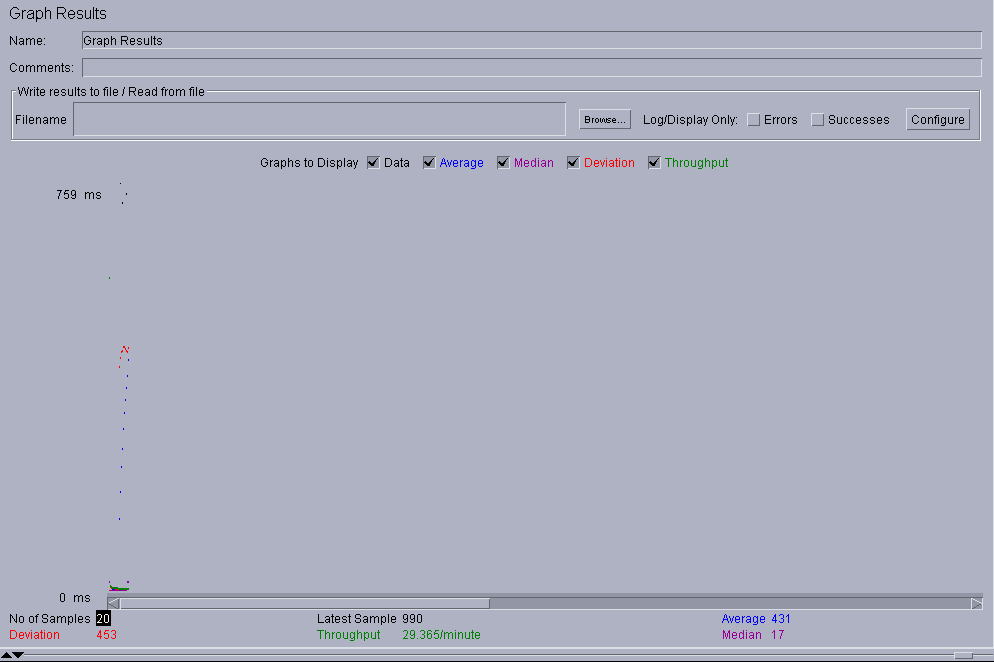 Graph Results
Name: Graph Results
Comments:
Write results to file / Read from file
Filename Browse... Log/Display Only: Errors Successes Configure
Graphs to Display Data Average Median Deviation Throughput
759 ms
0 ms
No of Samples 20 Latest Sample 990 Average 431
Deviation 453 Throughput 29.365/minute Median 17